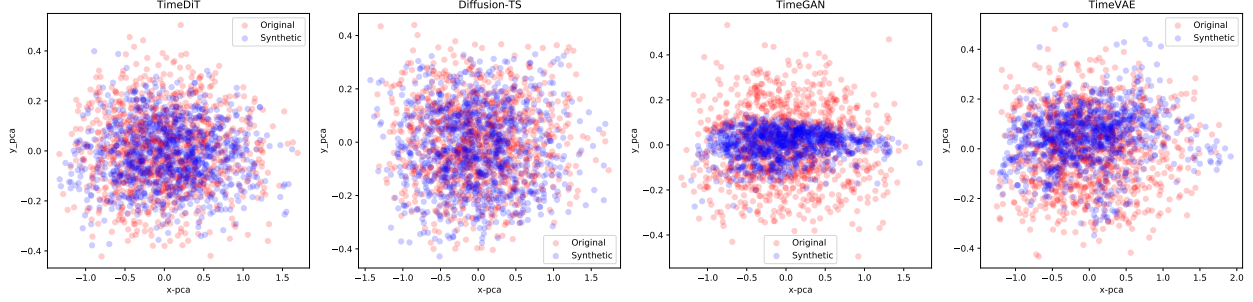 TimeDiT
Original
Synthetic
y_pca
0.4
0.2
0.0
−0.2
−0.4
−1.0
−0.5
0.0
0.5
1.0
1.5
x-pca
Diffusion-TS
y_pca
0.4
0.2
0.0
−0.2
−0.4
Original
Synthetic
−1.5
−1.0
−0.5
0.0
0.5
1.0
1.5
x-pca
TimeGAN
y_pca
0.4
0.2
0.0
−0.2
−0.4
Original
Synthetic
−1.0
−0.5
0.0
0.5
1.0
1.5
x-pca
TimeVAE
Original
Synthetic
y_pca
0.4
0.2
0.0
−0.2
−0.4
−1.0
−0.5
0.0
0.5
1.0
1.5
2.0
x-pca